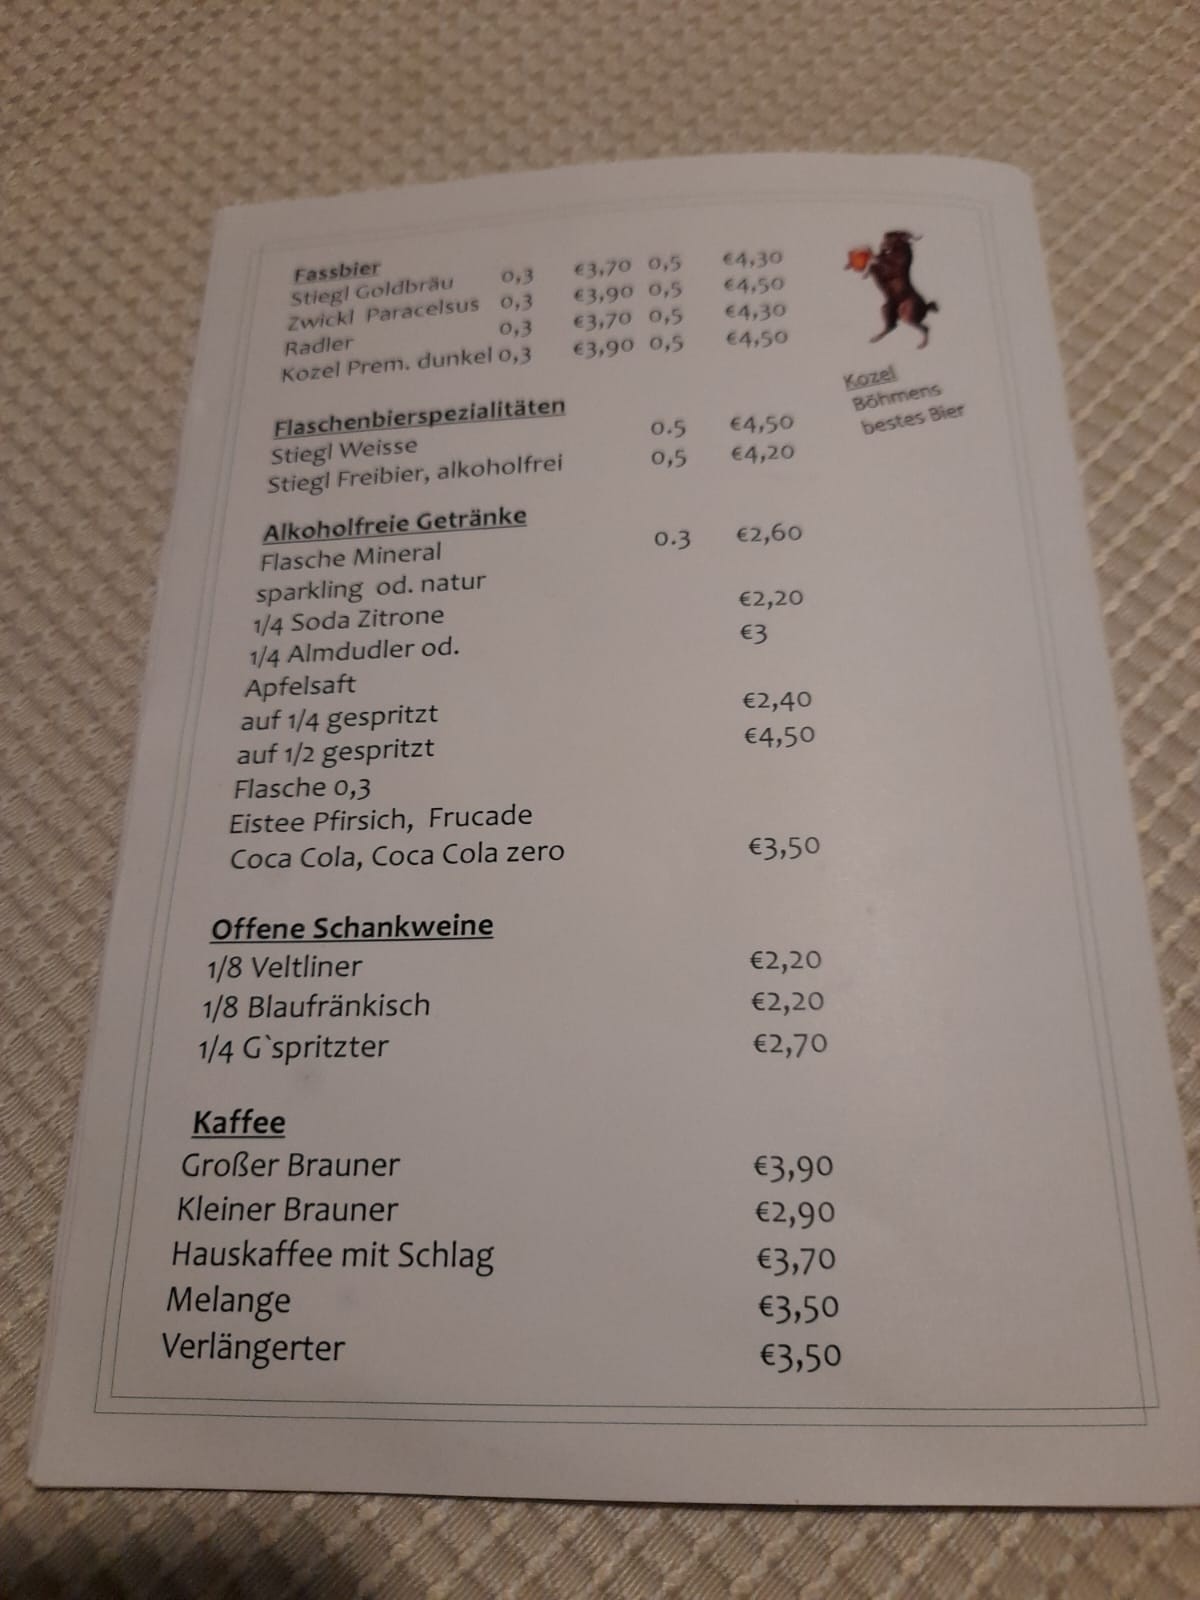 Fassbier
Stiegl Goldbräu 0,3 €3,70 0,5 €4,30
Zwickl Paracelsus 0,3 €3,90 0,5 €4,50
Radler 0,3 €3,70 0,5 €4,30
Kozel Prem. dunkel 0,3 €3,90 0,5 €4,50
Kozel
Böhmens
bestes Bier
Flaschenbierspezialitäten
Stiegl Weisse 0.5 €4,50
Stiegl Freibier, alkoholfrei 0,5 €4,20
Alkoholfreie Getränke
Flasche Mineral 0.3 €2,60
sparkling od. natur
1/4 Soda Zitrone €2,20
1/4 Almdudler od. €3
Apfelsaft
auf 1/4 gespritzt €2,40
auf 1/2 gespritzt €4,50
Flasche 0,3
Eistee Pfirsich, Frucade
Coca Cola, Coca Cola zero €3,50
Offene Schankweine
1/8 Veltliner €2,20
1/8 Blaufränkisch €2,20
1/4 G`spritzter €2,70
Kaffee
Großer Brauner €3,90
Kleiner Brauner €2,90
Hauskaffee mit Schlag €3,70
Melange €3,50
Verlängerter €3,50